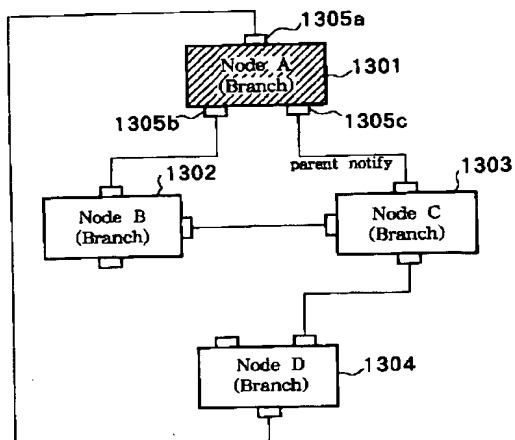 1305a
Node A
(Branch)
1301
1305b
1305c
parent notify
1302
1303
Node B
(Branch)
Node C
(Branch)
Node D
(Branch)
1304